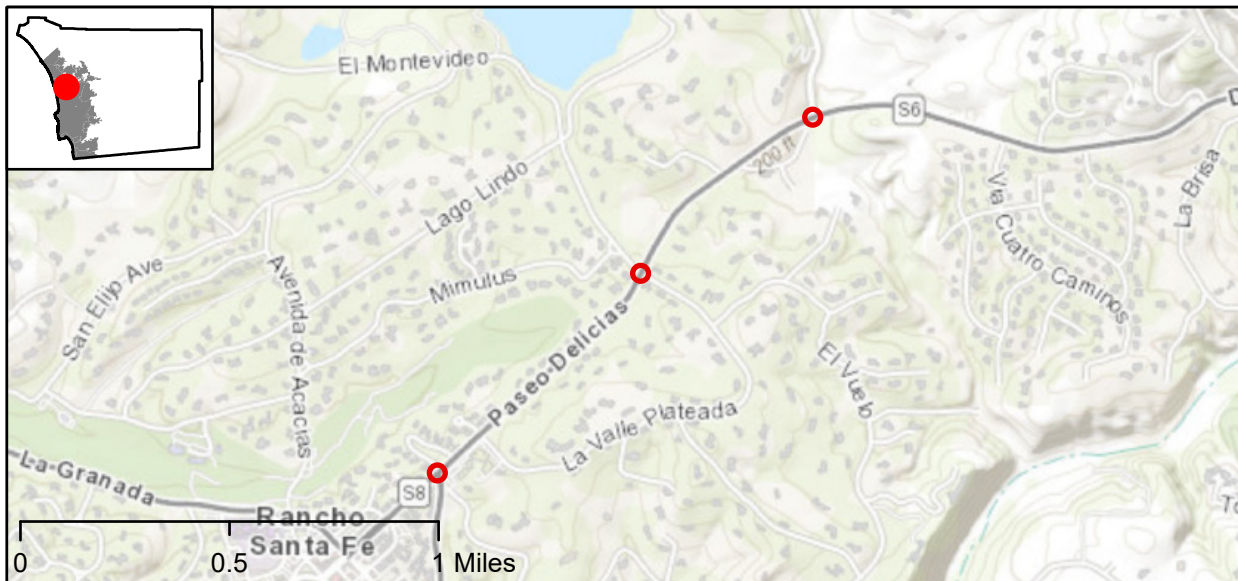 El Montevideo
S6
D
200 ft
Lago Lindo
La Brisa
Via Cuatro Caminos
San Elijo Ave
Avenida de Acacias
Mimulus
Paseo-Delicias
El Vuelo
La Valle Plateada
La-Granada
S8
Rancho
Santa Fe
To
0 0.5 1 Miles